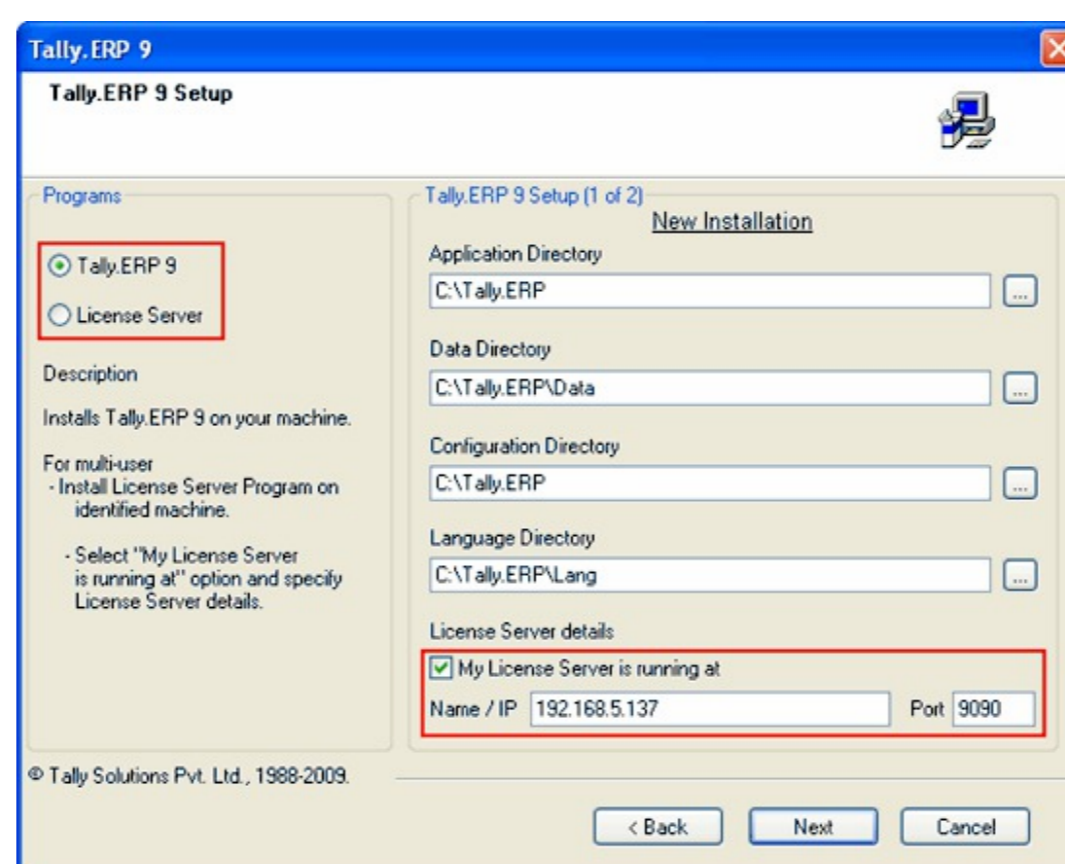 Tally.ERP 9
Tally.ERP 9 Setup
Programs
Tally.ERP 9
License Server
Description
Installs Tally.ERP 9 on your machine.
For multi-user
- Install License Server Program on
identified machine.
- Select "My License Server
is running at" option and specify
License Server details.
Tally.ERP 9 Setup (1 of 2)
New Installation
Application Directory
C:\Tally.ERP
...
Data Directory
C:\Tally.ERP\Data
...
Configuration Directory
C:\Tally.ERP
...
Language Directory
C:\Tally.ERP\Lang
...
License Server details
My License Server is running at
Name / IP 192.168.5.137 Port 9090
© Tally Solutions Pvt. Ltd., 1988-2009.
< Back Next Cancel